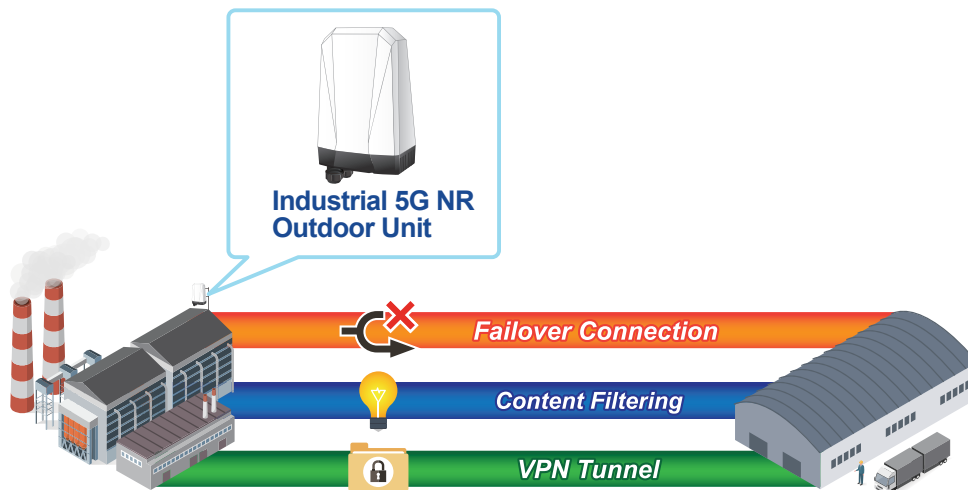 Industrial 5G NR
Outdoor Unit
Failover Connection
Content Filtering
VPN Tunnel